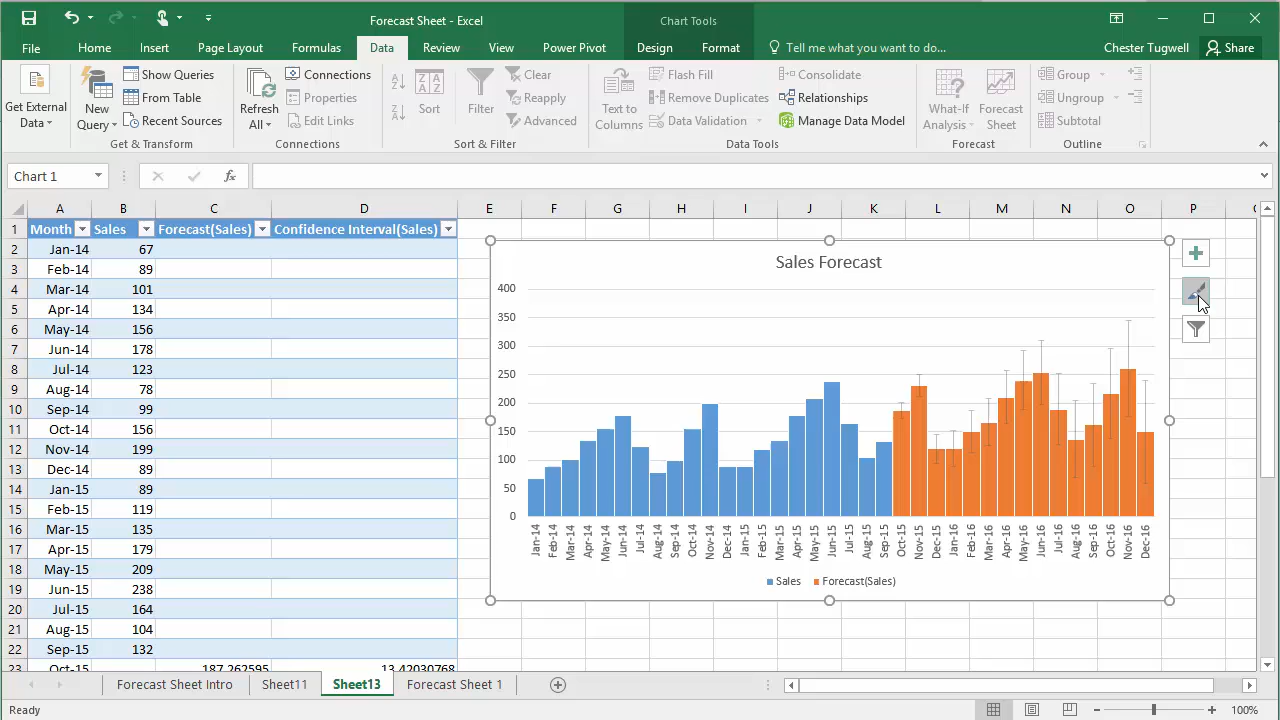 Forecast Sheet - Excel
Chart Tools
File Home Insert Page Layout Formulas Data Review View Power Pivot Design Format Tell me what you want to do... Chester Tugwell Share
Get External Data
New Query
Show Queries
From Table
Recent Sources
Get & Transform
Refresh All
Connections
Properties
Edit Links
Connections
Sort
Filter
Clear
Reapply
Advanced
Sort & Filter
Text to Columns
Flash Fill
Remove Duplicates
Data Validation
Consolidate
Relationships
Manage Data Model
Data Tools
What-If Analysis
Forecast Sheet
Forecast
Group
Ungroup
Subtotal
Outline
Chart 1
fx
A B C D E F G H I J K L M N O P
1 Month Sales Forecast(Sales) Confidence Interval(Sales)
2 Jan-14 67
3 Feb-14 89
4 Mar-14 101
5 Apr-14 134
6 May-14 156
7 Jun-14 178
8 Jul-14 123
9 Aug-14 78
10 Sep-14 99
11 Oct-14 156
12 Nov-14 199
13 Dec-14 89
14 Jan-15 89
15 Feb-15 119
16 Mar-15 135
17 Apr-15 179
18 May-15 209
19 Jun-15 238
20 Jul-15 164
21 Aug-15 104
22 Sep-15 132
23 Oct-15 187.262595 13.42030768
Sales Forecast
400
350
300
250
200
150
100
50
0
Jan-14 Feb-14 Mar-14 Apr-14 May-14 Jun-14 Jul-14 Aug-14 Sep-14 Oct-14 Nov-14 Dec-14 Jan-15 Feb-15 Mar-15 Apr-15 May-15 Jun-15 Jul-15 Aug-15 Sep-15 Oct-15 Nov-15 Dec-15 Jan-16 Feb-16 Mar-16 Apr-16 May-16 Jun-16 Jul-16 Aug-16 Sep-16 Oct-16 Nov-16 Dec-16
Sales Forecast(Sales)
Forecast Sheet Intro Sheet11 Sheet13 Forecast Sheet 1
Ready
100%